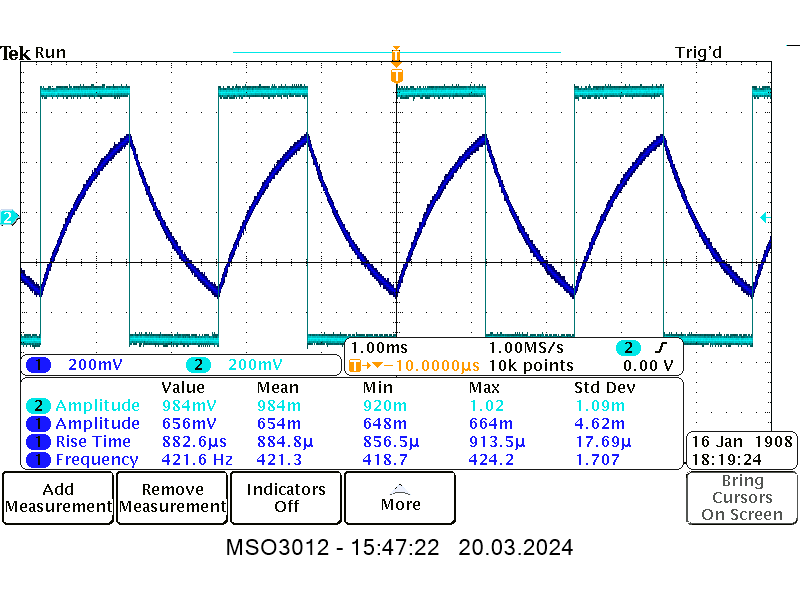 Tek Run Trig'd
T
T
2
1 200mV 2 200mV
1.00ms 1.00MS/s 2
T→▼−10.0000µs 10k points 0.00 V
Value Mean Min Max Std Dev
2 Amplitude 984mV 984m 920m 1.02 1.09m
1 Amplitude 656mV 654m 648m 664m 4.62m
1 Rise Time 882.6µs 884.8µ 856.5µ 913.5µ 17.69µ
1 Frequency 421.6 Hz 421.3 418.7 424.2 1.707
16 Jan 1908
18:19:24
Add
Measurement
Remove
Measurement
Indicators
Off
More
Bring
Cursors
On Screen
MSO3012 - 15:47:22 20.03.2024